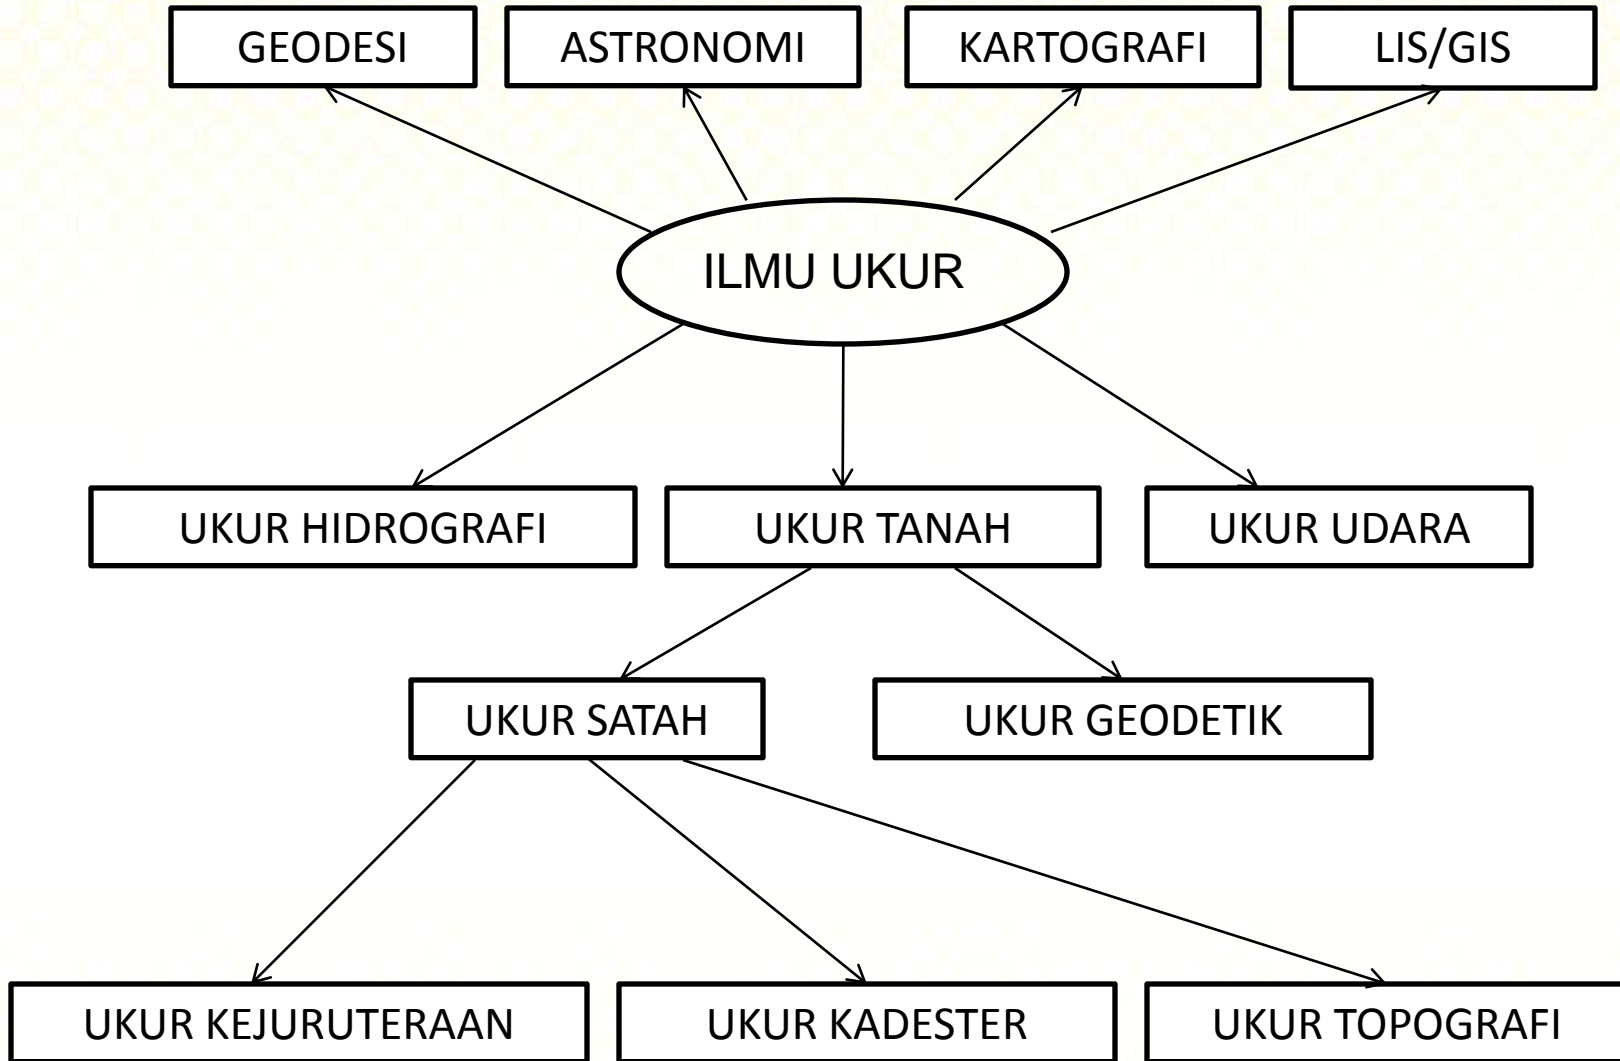 GEODESI
ASTRONOMI
KARTOGRAFI
LIS/GIS
ILMU UKUR
UKUR HIDROGRAFI
UKUR TANAH
UKUR UDARA
UKUR SATAH
UKUR GEODETIK
UKUR KEJURUTERAAN
UKUR KADESTER
UKUR TOPOGRAFI